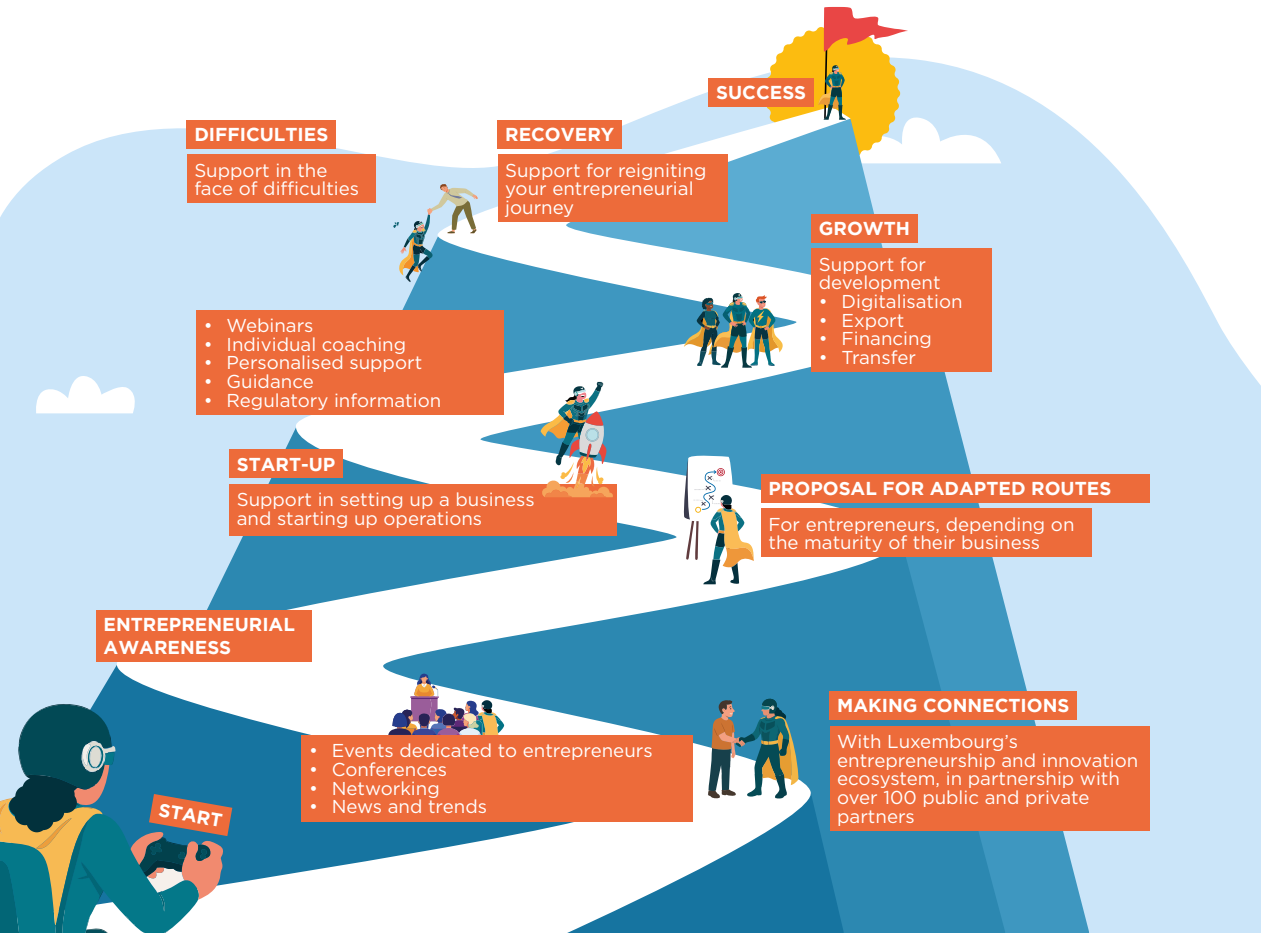 SUCCESS
DIFFICULTIES
Support in the
face of difficulties
RECOVERY
Support for reigniting
your entrepreneurial
journey
GROWTH
Support for
development
• Digitalisation
• Export
• Financing
• Transfer
• Webinars
• Individual coaching
• Personalised support
• Guidance
• Regulatory information
START-UP
Support in setting up a business
and starting up operations
PROPOSAL FOR ADAPTED ROUTES
For entrepreneurs, depending on
the maturity of their business
ENTREPRENEURIAL
AWARENESS
• Events dedicated to entrepreneurs
• Conferences
• Networking
• News and trends
MAKING CONNECTIONS
With Luxembourg's
entrepreneurship and innovation
ecosystem, in partnership with
over 100 public and private
partners
START